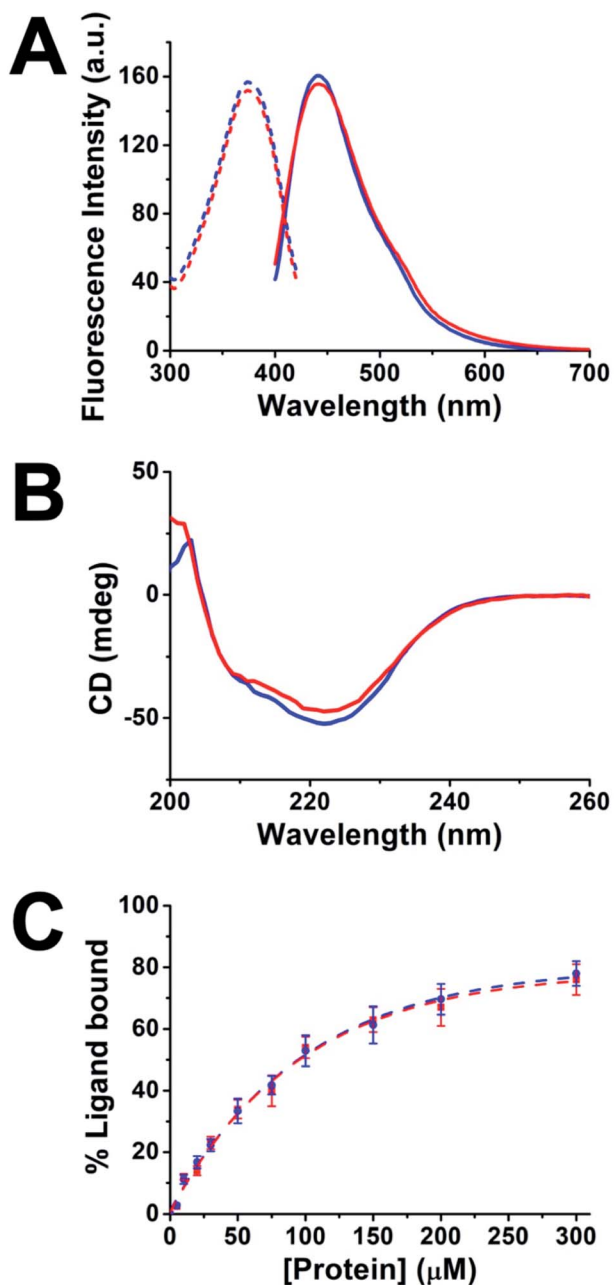 A
Fluorescence Intensity (a.u.)
160
120
80
40
0
300 400 500 600 700
Wavelength (nm)
B
CD (mdeg)
50
0
-50
200 220 240 260
Wavelength (nm)
C
% Ligand bound
100
80
60
40
20
0
0 50 100 150 200 250 300
[Protein] (μM)